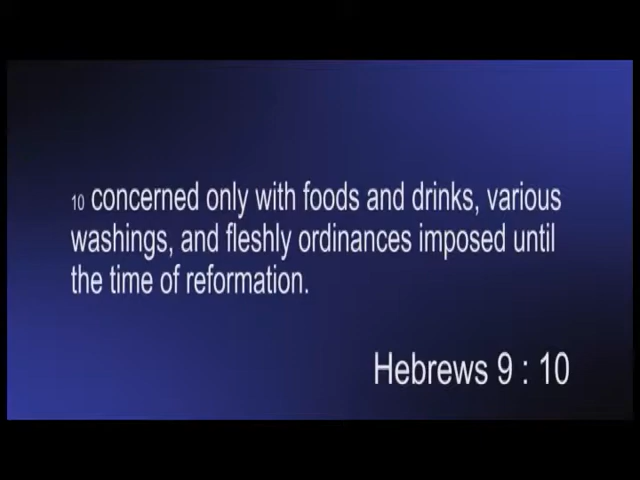 10 concerned only with foods and drinks, various
washings, and fleshly ordinances imposed until
the time of reformation.
Hebrews 9 : 10